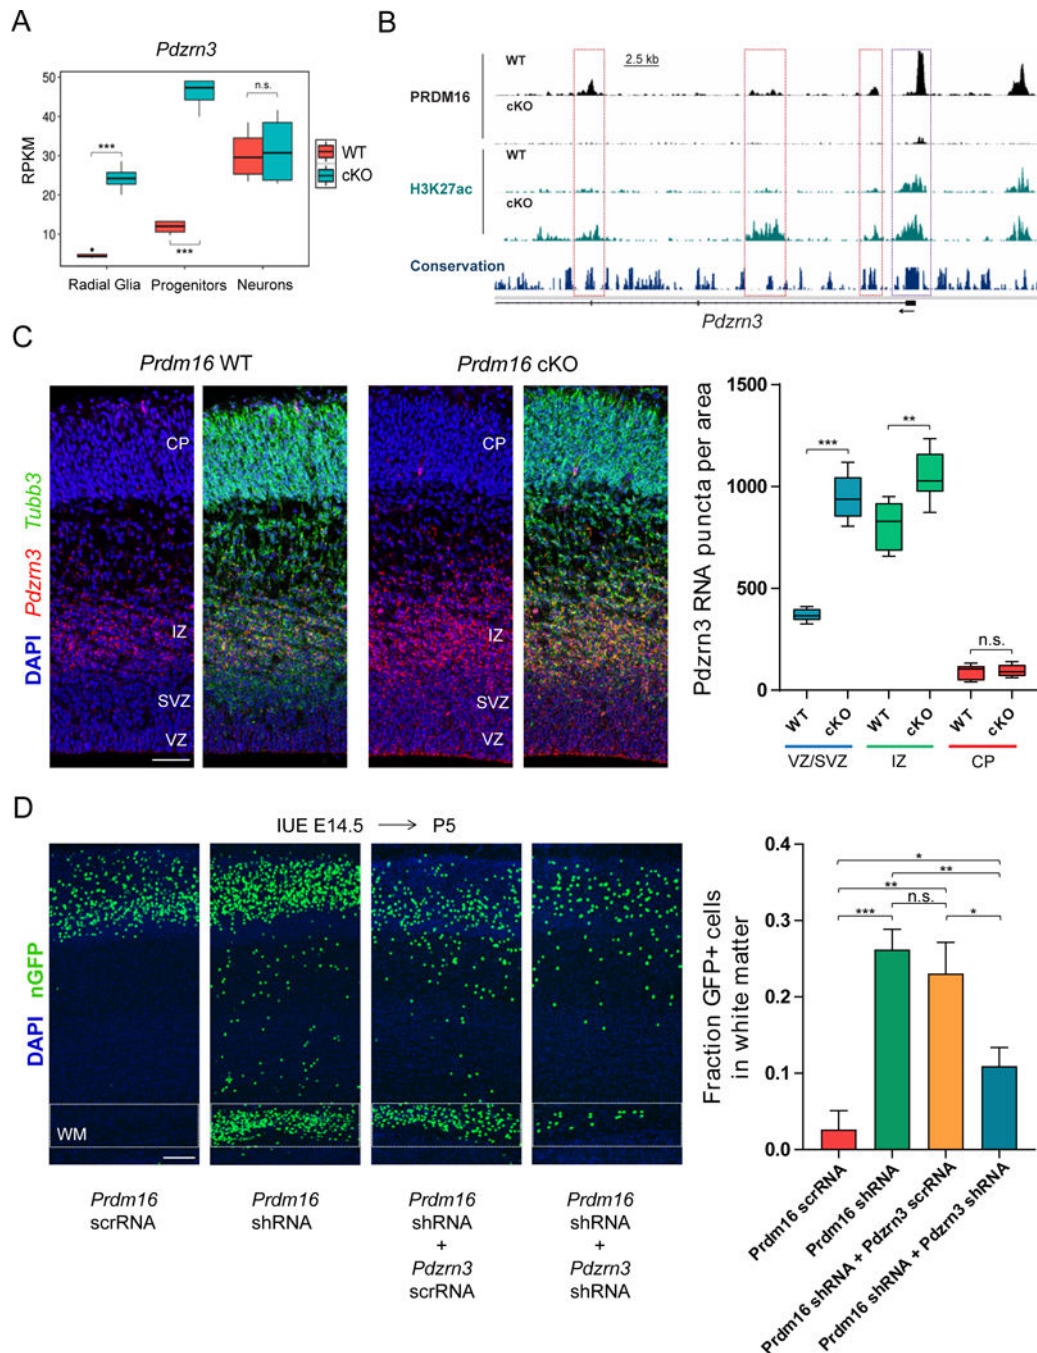 A
Pdzrn3
RPKM
50
40
30
20
10
***
***
n.s.
WT
cKO
Radial Glia
Progenitors
Neurons
B
2.5 kb
PRDM16
WT
cKO
H3K27ac
WT
cKO
Conservation
Pdzrn3
C
Prdm16 WT
Prdm16 cKO
DAPI Pdzrn3 Tubb3
CP
IZ
SVZ
VZ
CP
IZ
SVZ
VZ
Pdzrn3 RNA puncta per area
1500
1000
500
0
***
**
n.s.
WT
cKO
WT
cKO
WT
cKO
VZ/SVZ
IZ
CP
D
IUE E14.5 → P5
DAPI nGFP
WM
Prdm16
scrRNA
Prdm16
shRNA
Prdm16
shRNA
+
Pdzrn3
scrRNA
Prdm16
shRNA
+
Pdzrn3
shRNA
Fraction GFP+ cells
in white matter
0.4
0.3
0.2
0.1
0.0
*
**
**
n.s.
***
*
Prdm16 scrRNA
Prdm16 shRNA
Prdm16 shRNA + Pdzrn3 scrRNA
Prdm16 shRNA + Pdzrn3 shRNA